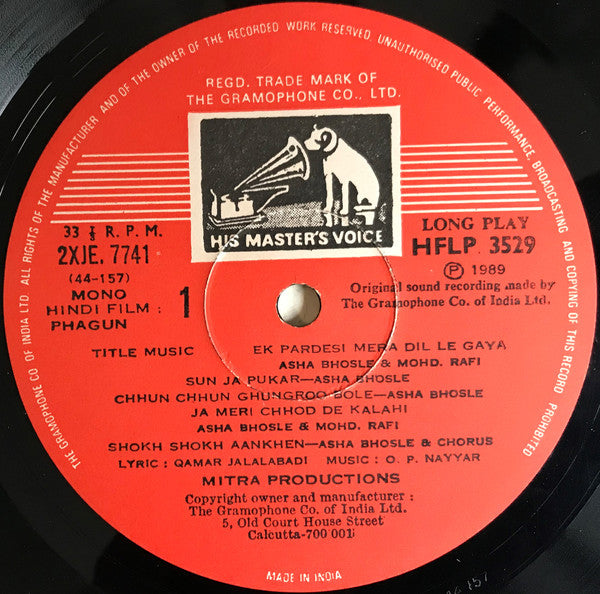 ALL RIGHTS OF THE MANUFACTURER AND OF THE OWNER OF THE RECORDED WORK RESERVED. UNAUTHORISED PUBLIC PERFORMANCE, BROADCASTING AND COPYING OF THIS RECORD PROHIBITED
THE GRAMOPHONE CO. OF INDIA LTD.
REGD. TRADE MARK OF
THE GRAMOPHONE CO., LTD.
HIS MASTER'S VOICE
33 ⅓ R. P. M.
2XJE. 7741
(44-157)
MONO
HINDI FILM :
PHAGUN
1
LONG PLAY
HFLP. 3529
Ⓟ 1989
Original sound recording made by
The Gramophone Co. of India Ltd.
TITLE MUSIC EK PARDESI MERA DIL LE GAYA
ASHA BHOSLE & MOHD. RAFI
SUN JA PUKAR—ASHA BHOSLE
CHHUN CHHUN GHUNGROO BOLE—ASHA BHOSLE
JA MERI CHHOD DE KALAHI
ASHA BHOSLE & MOHD. RAFI
SHOKH SHOKH AANKHEN—ASHA BHOSLE & CHORUS
LYRIC : QAMAR JALALABADI MUSIC : O. P. NAYYAR
MITRA PRODUCTIONS
Copyright owner and manufacturer :
The Gramophone Co. of India Ltd.
5, Old Court House Street
Calcutta-700 001
MADE IN INDIA